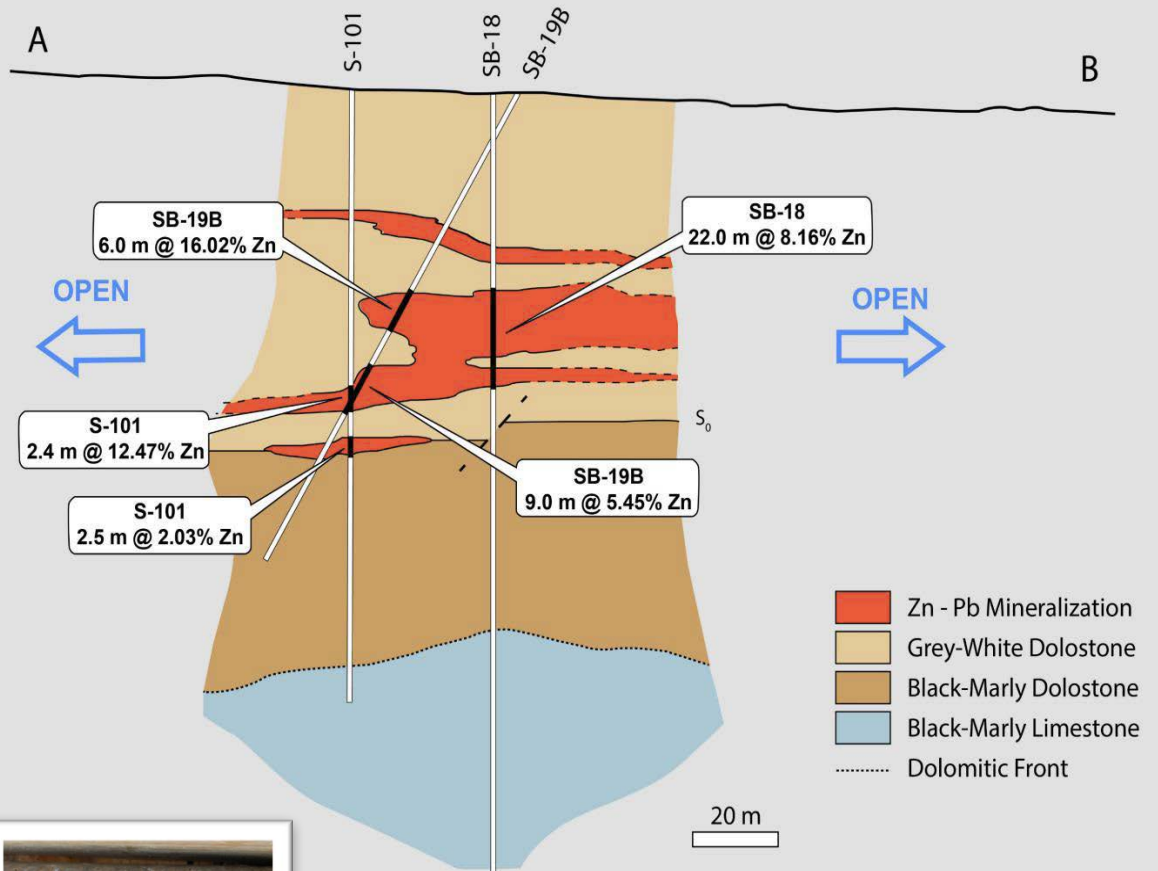 A
S-101
SB-18
SB-19B
B
SB-19B
6.0 m @ 16.02% Zn
SB-18
22.0 m @ 8.16% Zn
OPEN
OPEN
S-101
2.4 m @ 12.47% Zn
S₀
SB-19B
9.0 m @ 5.45% Zn
S-101
2.5 m @ 2.03% Zn
Zn - Pb Mineralization
Grey-White Dolostone
Black-Marly Dolostone
Black-Marly Limestone
Dolomitic Front
20 m